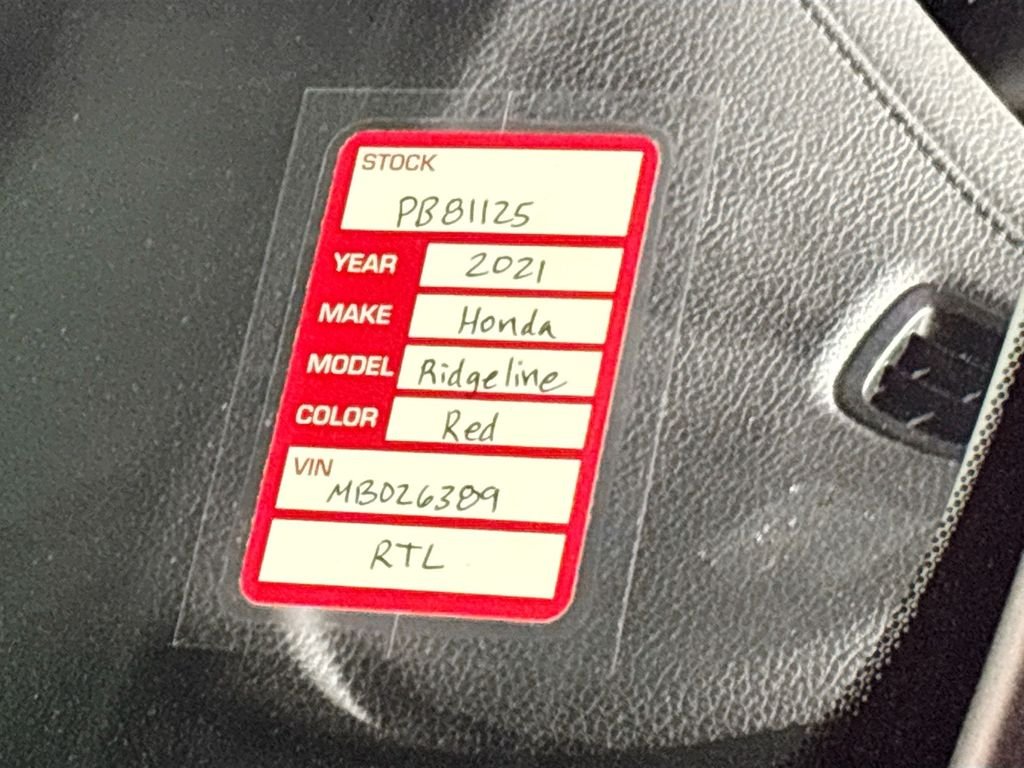 STOCK
PB81125
YEAR 2021
MAKE Honda
MODEL Ridgeline
COLOR Red
VIN
MB026389
RTL